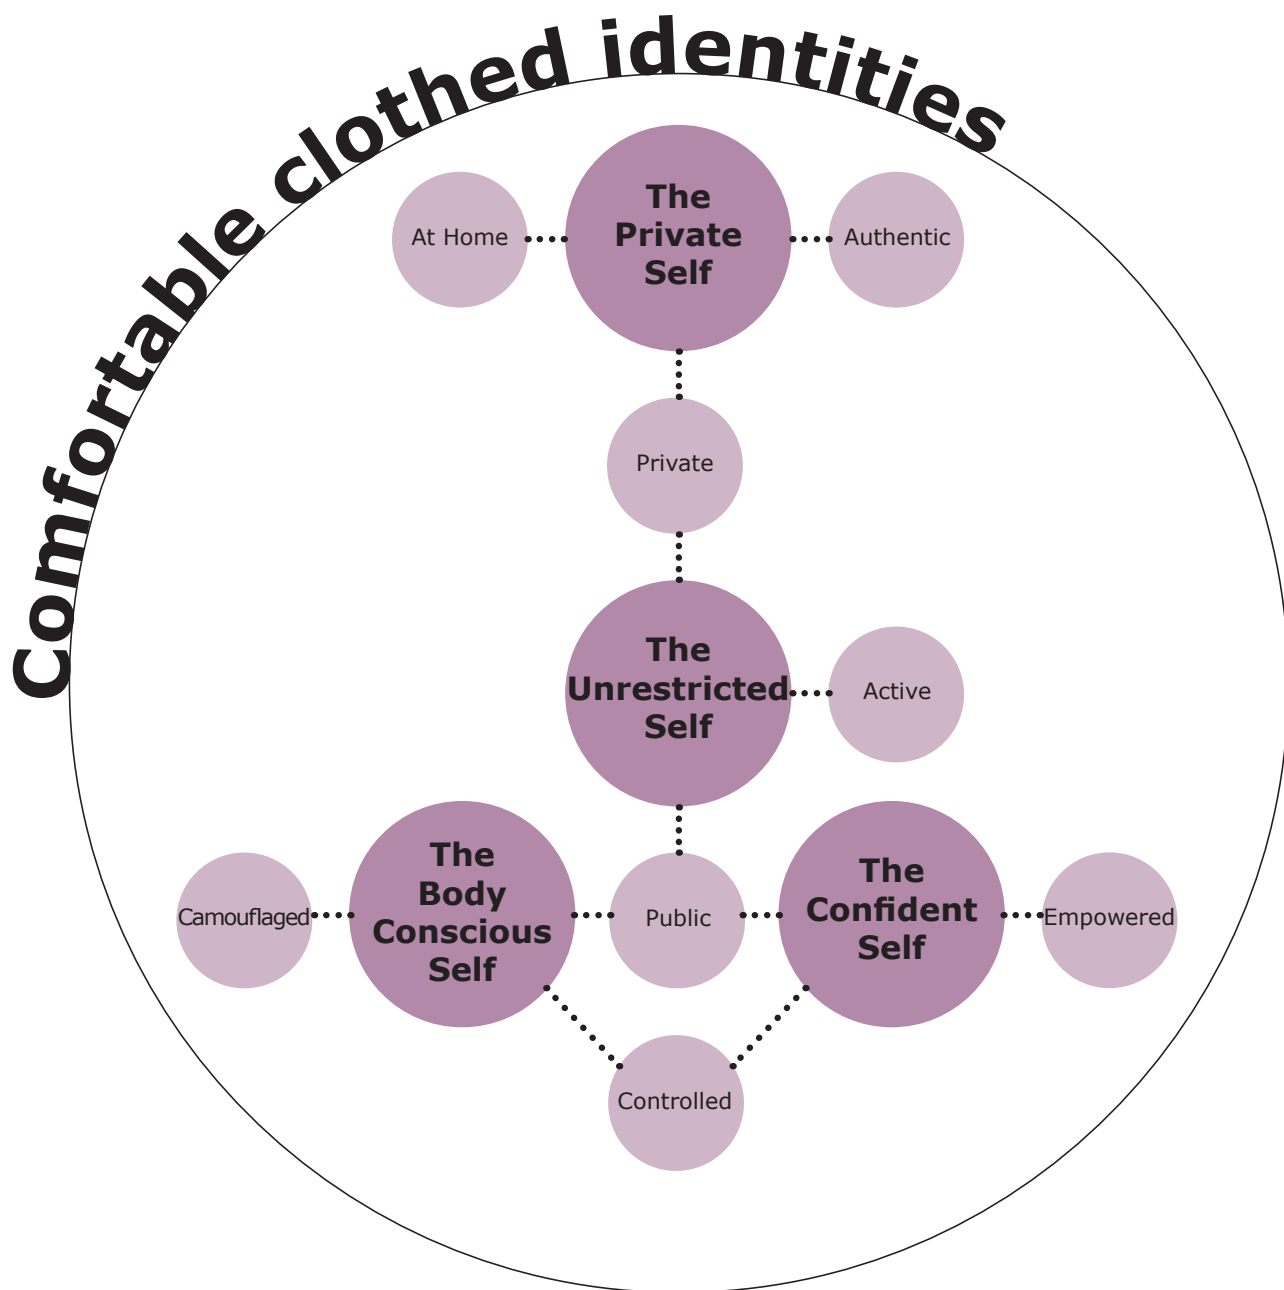 Comfortable clothed identities
The
Private
Self
At Home
Authentic
Private
The
Unrestricted
Self
Active
The
Body
Conscious
Self
Camouflaged
Public
The
Confident
Self
Empowered
Controlled